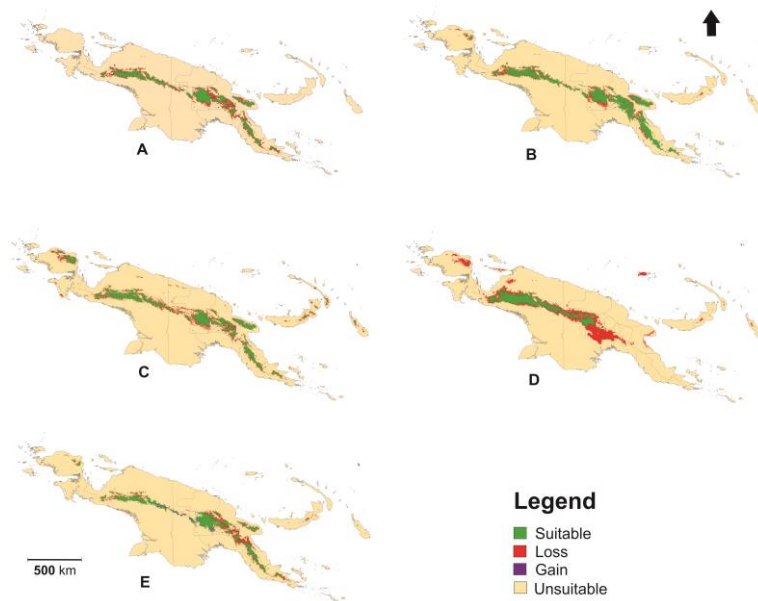 A
B
C
D
E
500 km
Legend
Suitable
Loss
Gain
Unsuitable